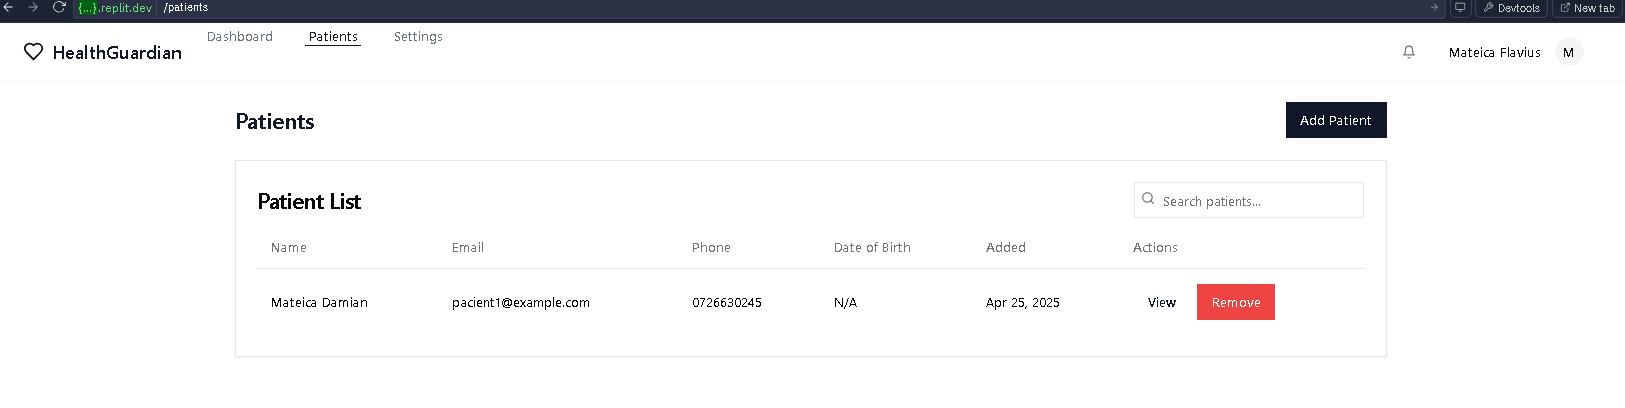 {...}.replit.dev /patients Devtools New tab
HealthGuardian Dashboard Patients Settings Mateica Flavius M
Patients Add Patient
Patient List Search patients...
Name Email Phone Date of Birth Added Actions
Mateica Damian pacient1@example.com 0726630245 N/A Apr 25, 2025 View Remove